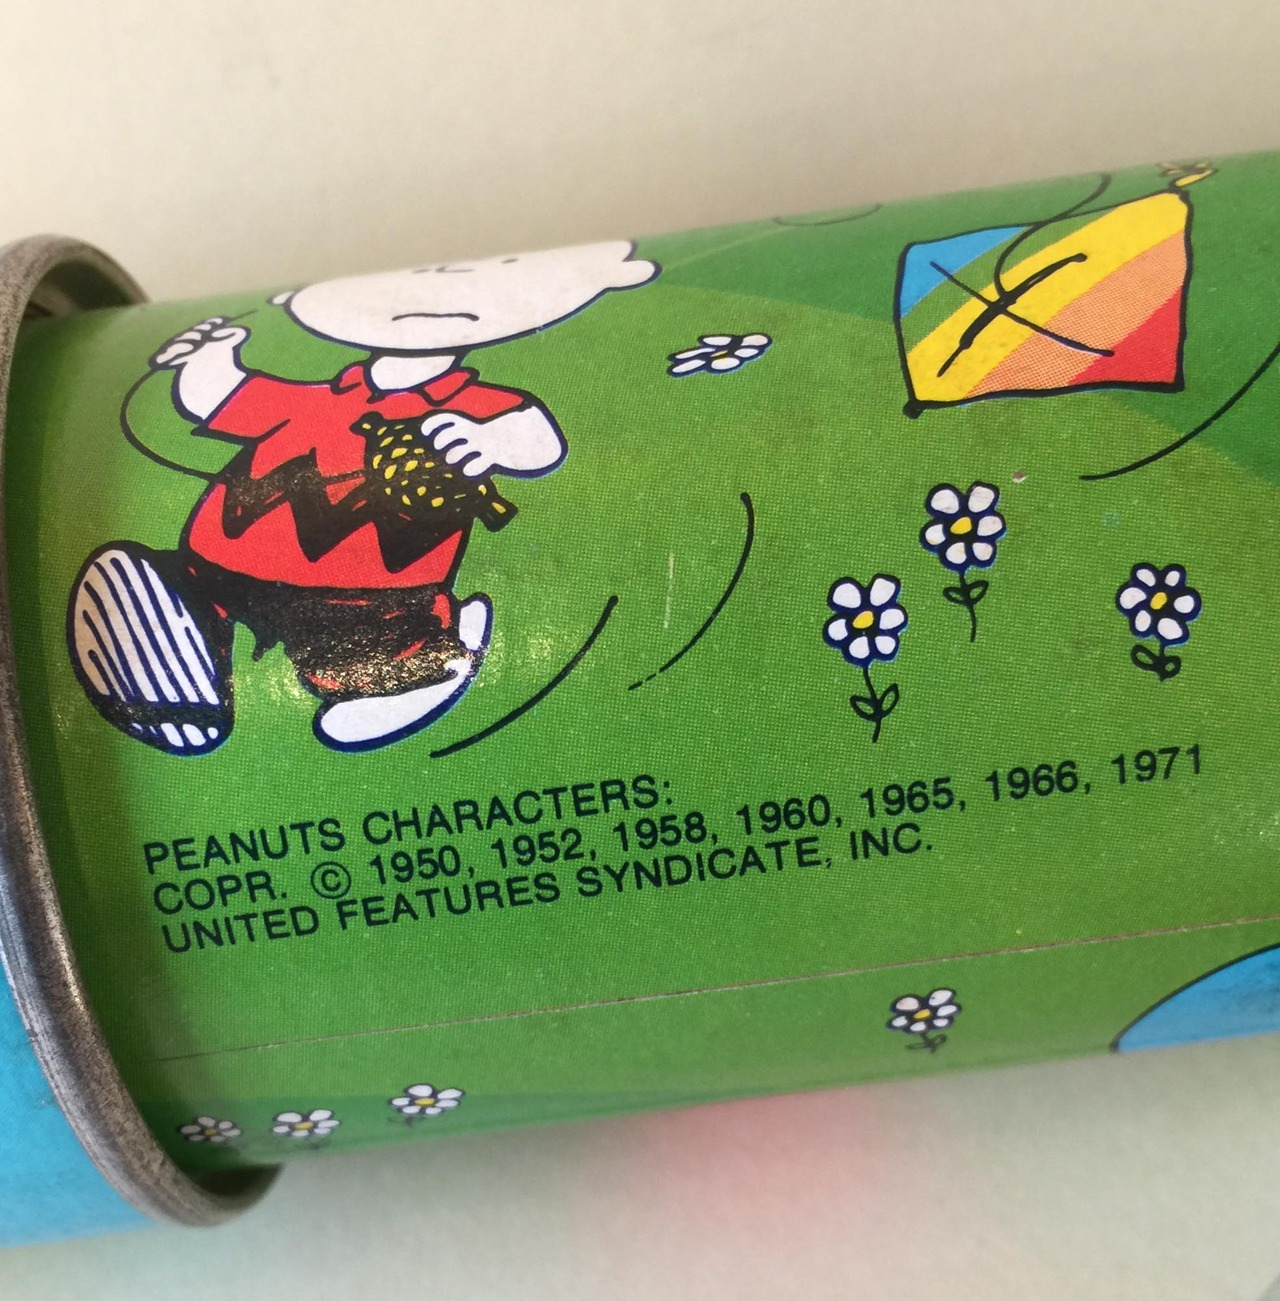 PEANUTS CHARACTERS:
COPR. © 1950, 1952, 1958, 1960, 1965, 1966, 1971
UNITED FEATURES SYNDICATE, INC.